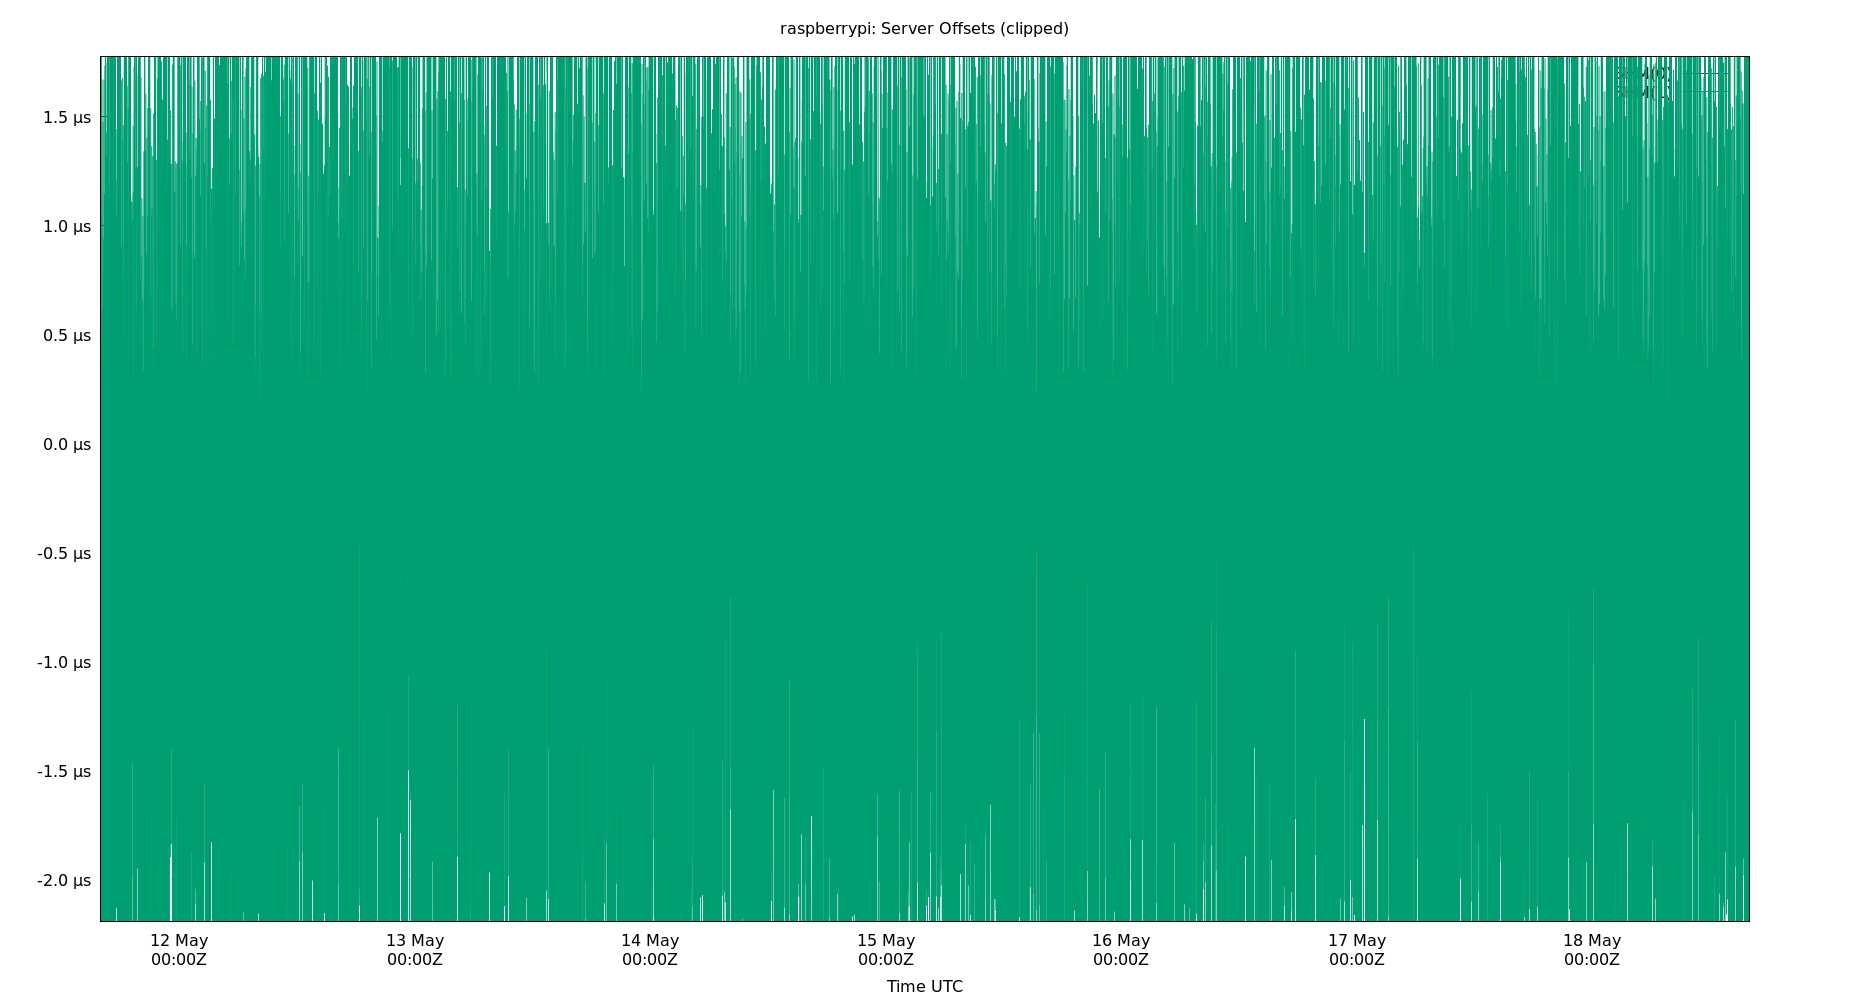 raspberrypi: Server Offsets (clipped)
1.5 µs
1.0 µs
0.5 µs
0.0 µs
-0.5 µs
-1.0 µs
-1.5 µs
-2.0 µs
12 May 13 May 14 May 15 May 16 May 17 May 18 May
00:00Z 00:00Z 00:00Z 00:00Z 00:00Z 00:00Z 00:00Z
Time UTC